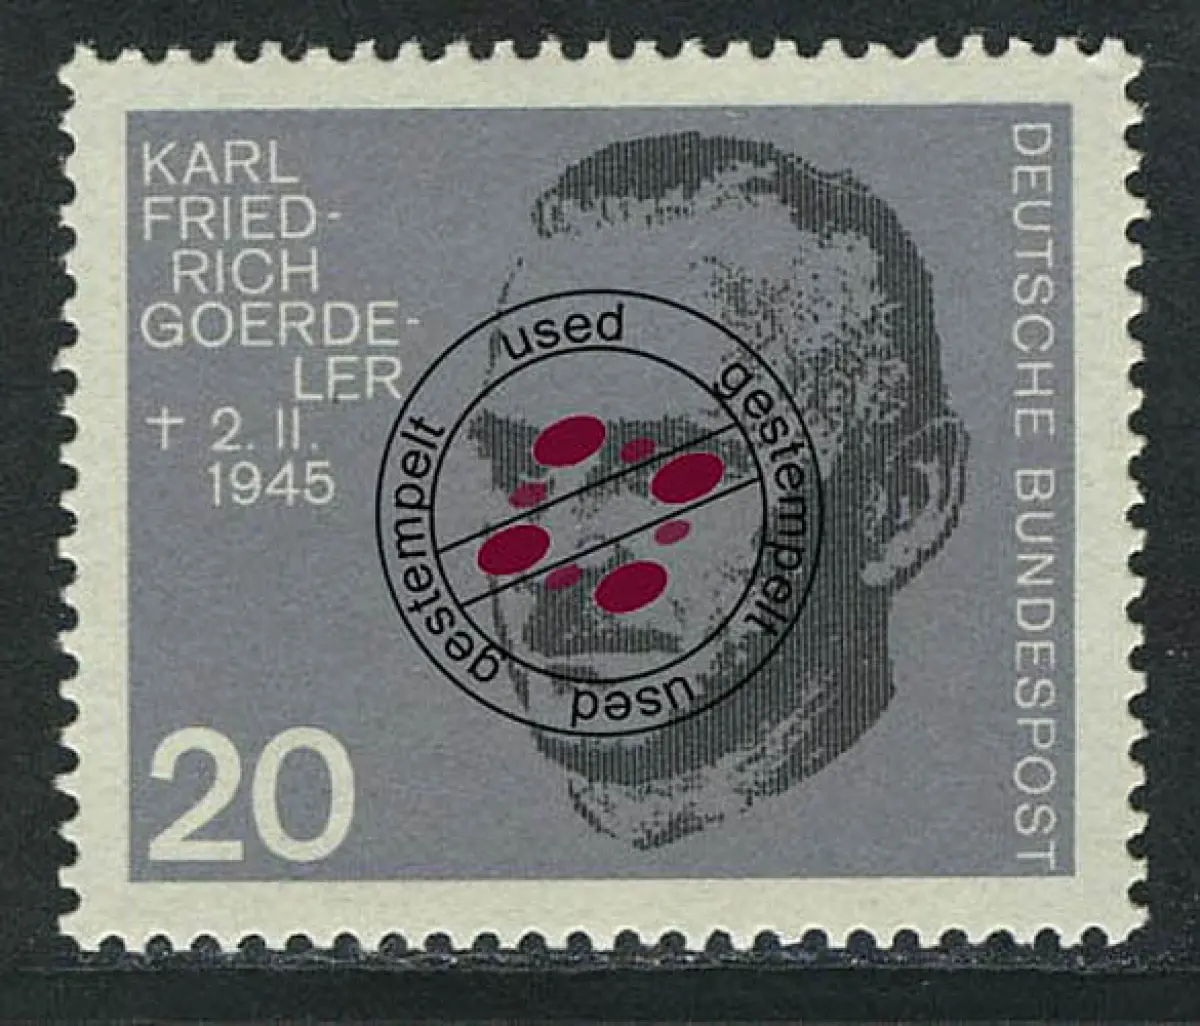 KARL
FRIED-
RICH
GOERDE-
LER
+ 2. II.
1945
20
DEUTSCHE BUNDESPOST
used
gestempelt
used
gestempelt